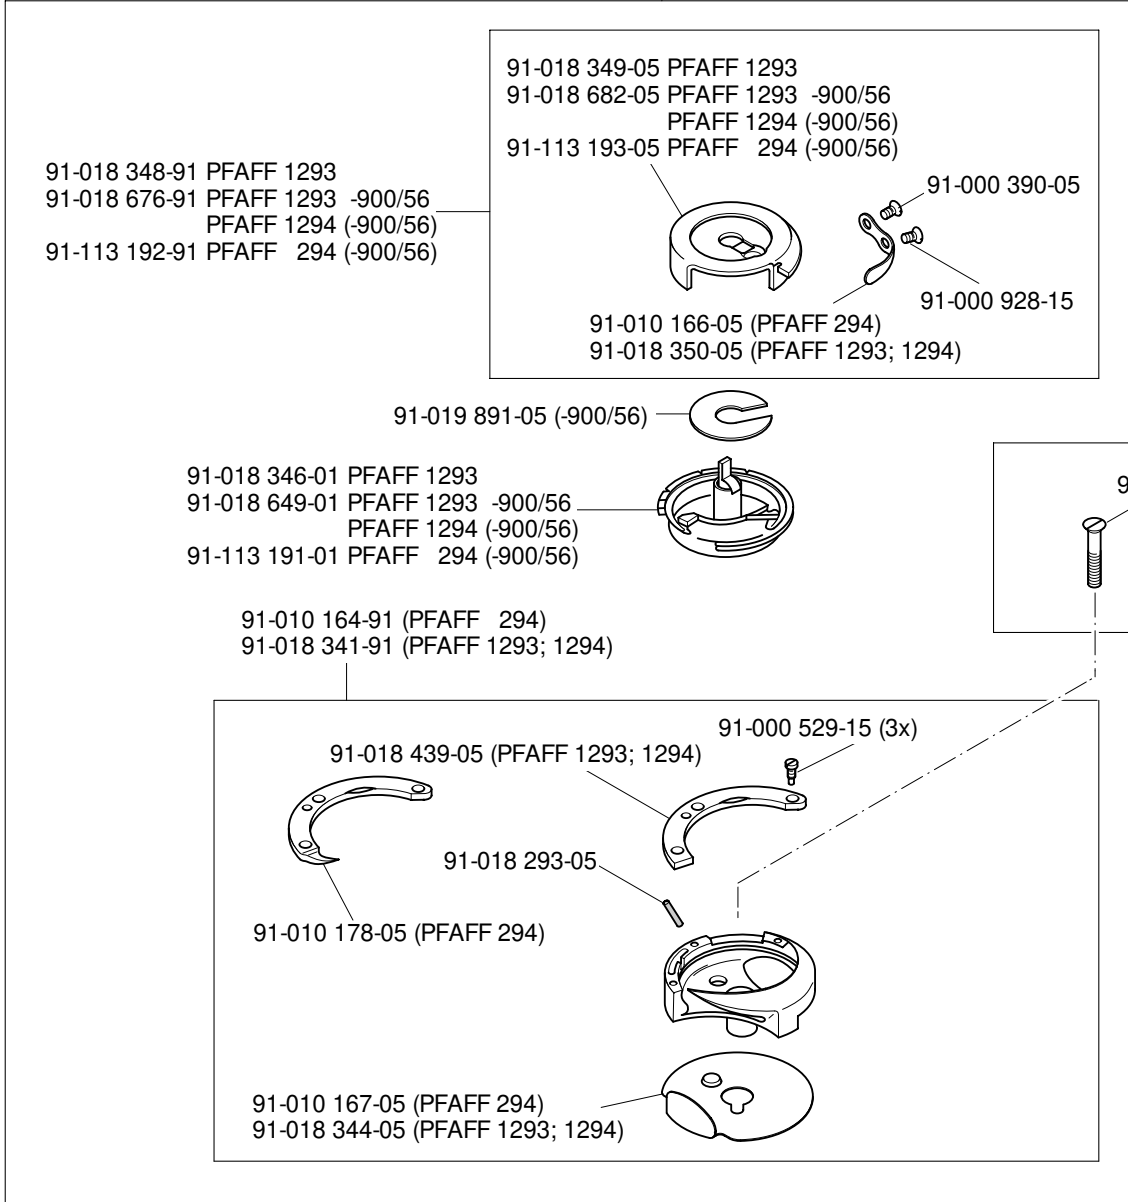 91-018 349-05 PFAFF 1293
91-018 682-05 PFAFF 1293 -900/56
PFAFF 1294 (-900/56)
91-113 193-05 PFAFF 294 (-900/56)
91-018 348-91 PFAFF 1293
91-018 676-91 PFAFF 1293 -900/56
PFAFF 1294 (-900/56)
91-113 192-91 PFAFF 294 (-900/56)
91-000 390-05
91-000 928-15
91-010 166-05 (PFAFF 294)
91-018 350-05 (PFAFF 1293; 1294)
91-019 891-05 (-900/56)
91-018 346-01 PFAFF 1293
91-018 649-01 PFAFF 1293 -900/56
PFAFF 1294 (-900/56)
91-113 191-01 PFAFF 294 (-900/56)
9
91-010 164-91 (PFAFF 294)
91-018 341-91 (PFAFF 1293; 1294)
91-000 529-15 (3x)
91-018 439-05 (PFAFF 1293; 1294)
91-018 293-05
91-010 178-05 (PFAFF 294)
91-010 167-05 (PFAFF 294)
91-018 344-05 (PFAFF 1293; 1294)